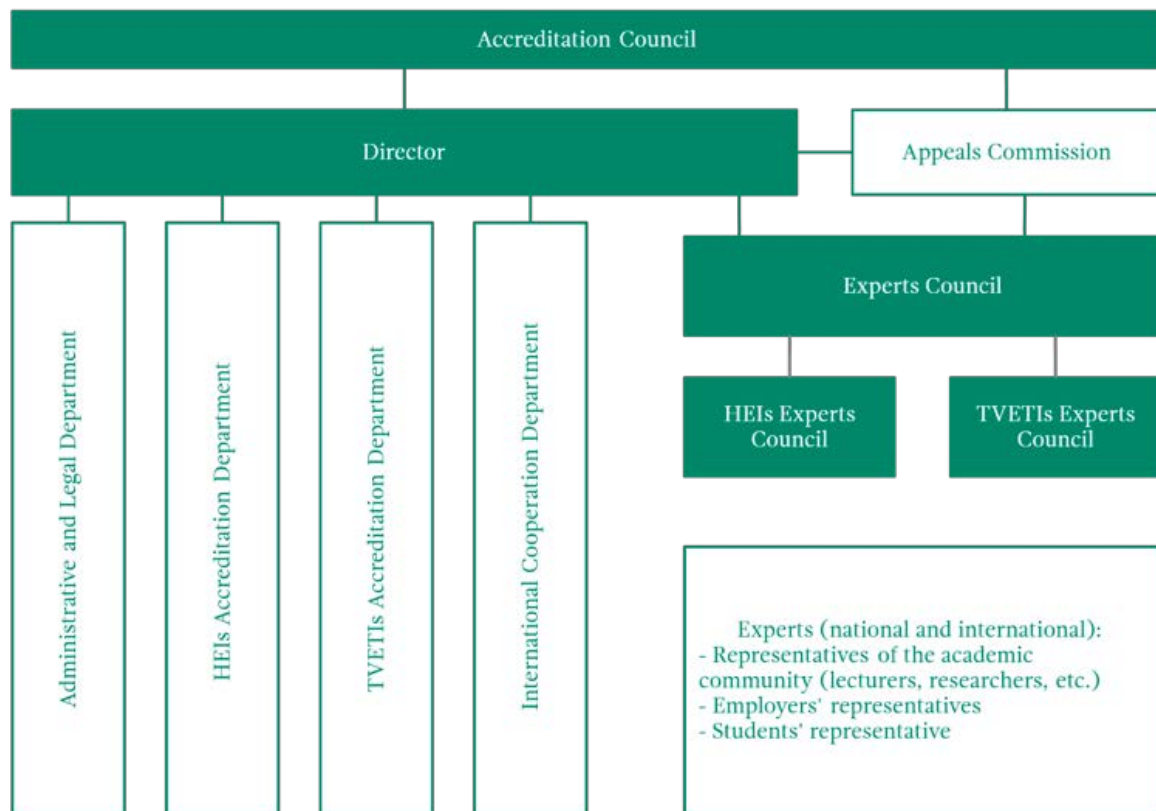 Accreditation Council
Director
Appeals Commission
Experts Council
HEIs Experts
Council
TVETIs Experts
Council
Administrative and Legal Department
HEIs Accreditation Department
TVETIs Accreditation Department
International Cooperation Department
Experts (national and international):
- Representatives of the academic
community (lecturers, researchers, etc.)
- Employers' representatives
- Students' representative